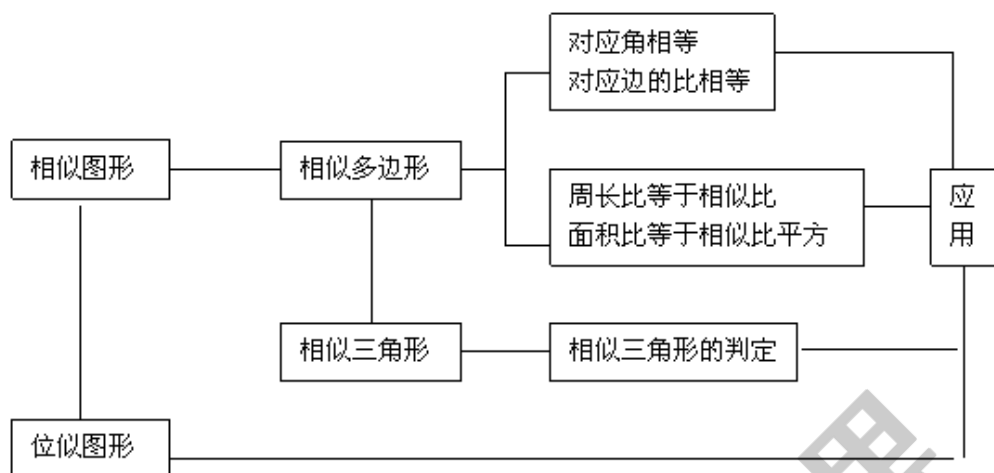 对应角相等
对应边的比相等
相似图形
相似多边形
周长比等于相似比
面积比等于相似比平方
应
用
相似三角形
相似三角形的判定
位似图形